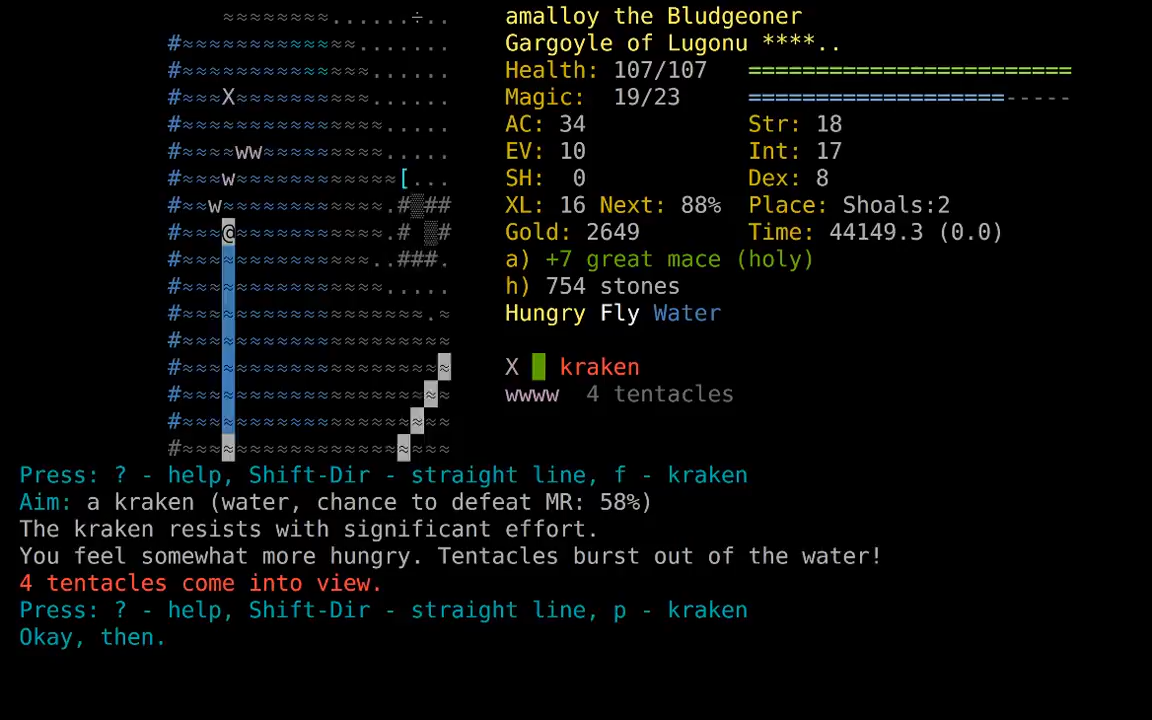 ≈≈≈≈≈≈≈≈......÷.. amalloy the Bludgeoner
#≈≈≈≈≈≈≈≈≈≈≈≈≈....... Gargoyle of Lugonu ****..
#≈≈≈≈≈≈≈≈≈≈≈≈≈≈...... Health: 107/107 ========================
#≈≈≈X≈≈≈≈≈≈≈≈≈≈...... Magic: 19/23 ===================-----
#≈≈≈≈≈≈≈≈≈≈≈≈≈≈≈..... AC: 34 Str: 18
#≈≈≈≈ww≈≈≈≈≈≈≈≈≈..... EV: 10 Int: 17
#≈≈≈w≈≈≈≈≈≈≈≈≈≈≈≈[... SH: 0 Dex: 8
#≈≈w≈≈≈≈≈≈≈≈≈≈≈≈.#▒## XL: 16 Next: 88% Place: Shoals:2
#≈≈≈@≈≈≈≈≈≈≈≈≈≈≈.# ▒# Gold: 2649 Time: 44149.3 (0.0)
#≈≈≈≈≈≈≈≈≈≈≈≈≈≈..###. a) +7 great mace (holy)
#≈≈≈≈≈≈≈≈≈≈≈≈≈≈≈..... h) 754 stones
#≈≈≈≈≈≈≈≈≈≈≈≈≈≈≈≈≈≈.≈ Hungry Fly Water
#≈≈≈≈≈≈≈≈≈≈≈≈≈≈≈≈≈≈≈≈
#≈≈≈≈≈≈≈≈≈≈≈≈≈≈≈≈≈≈≈≈ X kraken
#≈≈≈≈≈≈≈≈≈≈≈≈≈≈≈≈≈≈≈≈ wwww 4 tentacles
#≈≈≈≈≈≈≈≈≈≈≈≈≈≈≈≈≈≈≈≈
#≈≈≈≈≈≈≈≈≈≈≈≈≈≈≈≈≈≈≈≈
Press: ? - help, Shift-Dir - straight line, f - kraken
Aim: a kraken (water, chance to defeat MR: 58%)
The kraken resists with significant effort.
You feel somewhat more hungry. Tentacles burst out of the water!
4 tentacles come into view.
Press: ? - help, Shift-Dir - straight line, p - kraken
Okay, then.